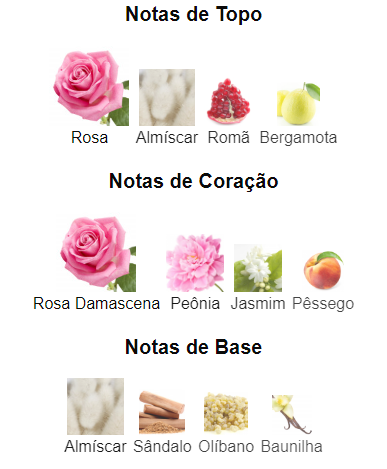 Notas de Topo
Rosa Almíscar Romã Bergamota
Notas de Coração
Rosa Damascena Peônia Jasmim Pêssego
Notas de Base
Almíscar Sândalo Olíbano Baunilha